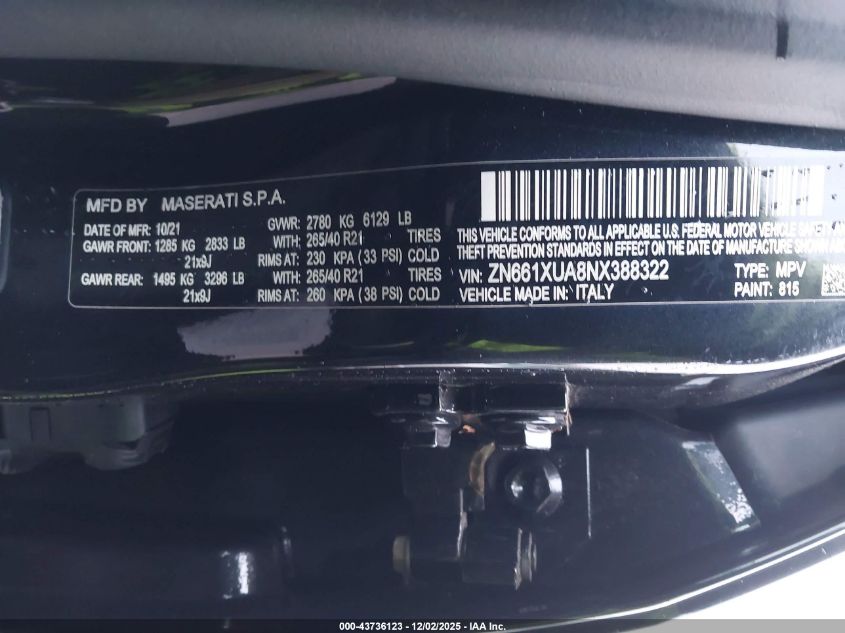 MFD BY MASERATI S.P.A.
DATE OF MFR: 10/21 GVWR: 2780 KG 6129 LB
GAWR FRONT: 1285 KG 2833 LB WITH: 265/40 R21 TIRES
21x9J RIMS AT: 230 KPA (33 PSI) COLD
GAWR REAR: 1495 KG 3296 LB WITH: 265/40 R21 TIRES
21x9J RIMS AT: 260 KPA (38 PSI) COLD
THIS VEHICLE CONFORMS TO ALL APPLICABLE U.S. FEDERAL MOTOR VEHICLE SAFETY
THEFT PREVENTION STANDARDS IN EFFECT ON THE DATE OF MANUFACTURE SHOWN
VIN: ZN661XUA8NX388322 TYPE: MPV
VEHICLE MADE IN: ITALY PAINT: 815
000-43736123 - 12/02/2025 - IAA Inc.